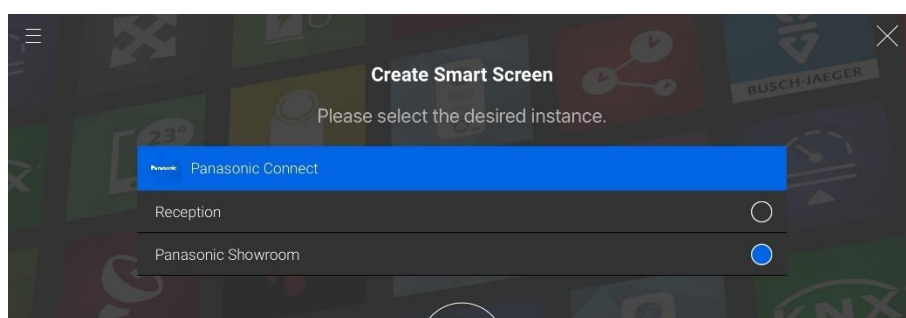 Create Smart Screen
BUSCH-JAEGER
Please select the desired instance.
23°
Panasonic Panasonic Connect
Reception
Panasonic Showroom
KNX